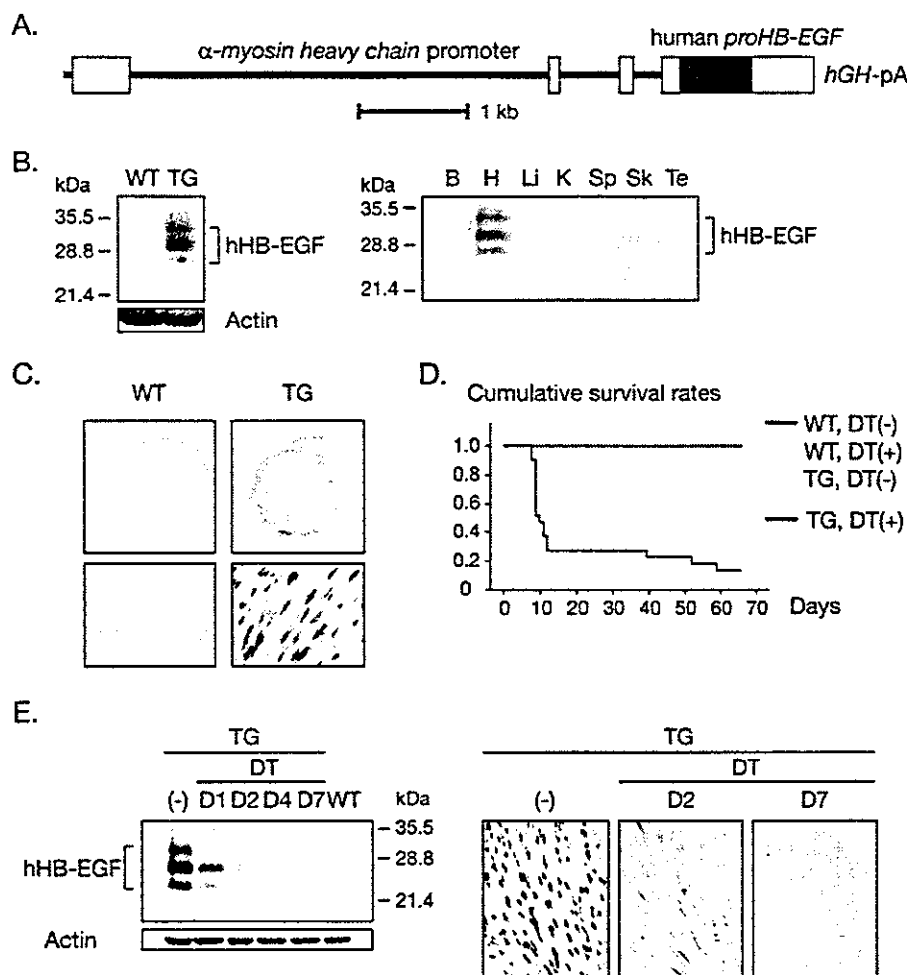 A.
α-myosin heavy chain promoter
human proHB-EGF
hGH-pA
1 kb
B.
kDa
WT TG
35.5
28.8
21.4
hHB-EGF
Actin
kDa
B H Li K Sp Sk Te
35.5
28.8
21.4
hHB-EGF
C.
WT TG
D.
Cumulative survival rates
1.0
0.8
0.6
0.4
0.2
0
0 10 20 30 40 50 60 70 Days
WT, DT(-)
WT, DT(+)
TG, DT(-)
TG, DT(+)
E.
TG
DT
(-) D1 D2 D4 D7 WT kDa
35.5
28.8
21.4
hHB-EGF
Actin
TG
DT
(-) D2 D7